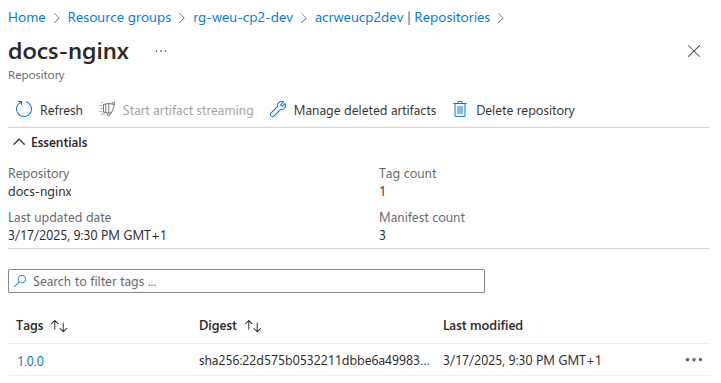 Home > Resource groups > rg-weu-cp2-dev > acrweucp2dev | Repositories >
docs-nginx ...
Repository
Refresh Start artifact streaming Manage deleted artifacts Delete repository
Essentials
Repository Tag count
docs-nginx 1
Last updated date Manifest count
3/17/2025, 9:30 PM GMT+1 3
Search to filter tags ...
Tags ↑↓ Digest ↑↓ Last modified
1.0.0 sha256:22d575b0532211dbbe6a49983... 3/17/2025, 9:30 PM GMT+1 ...